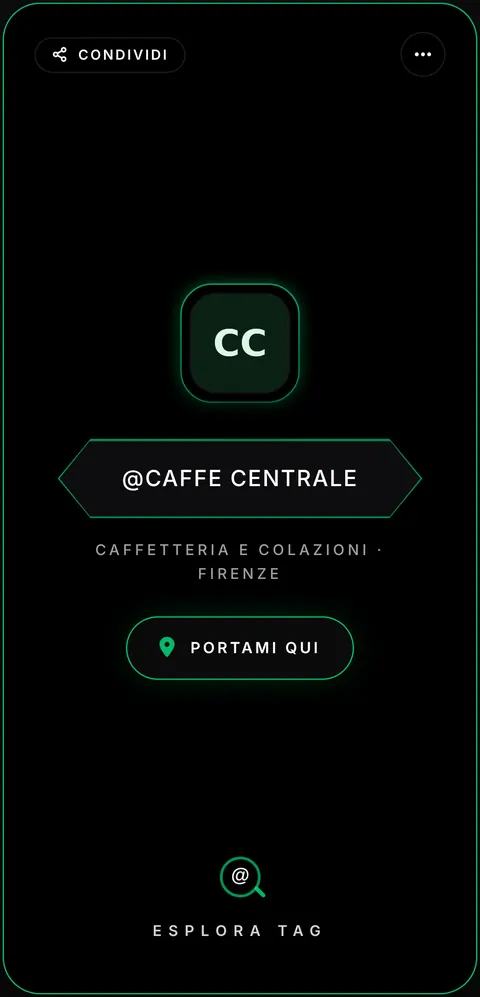 CONDIVIDI
CC
@CAFFE CENTRALE
CAFFETTERIA E COLAZIONI ·
FIRENZE
PORTAMI QUI
@
ESPLORA TAG